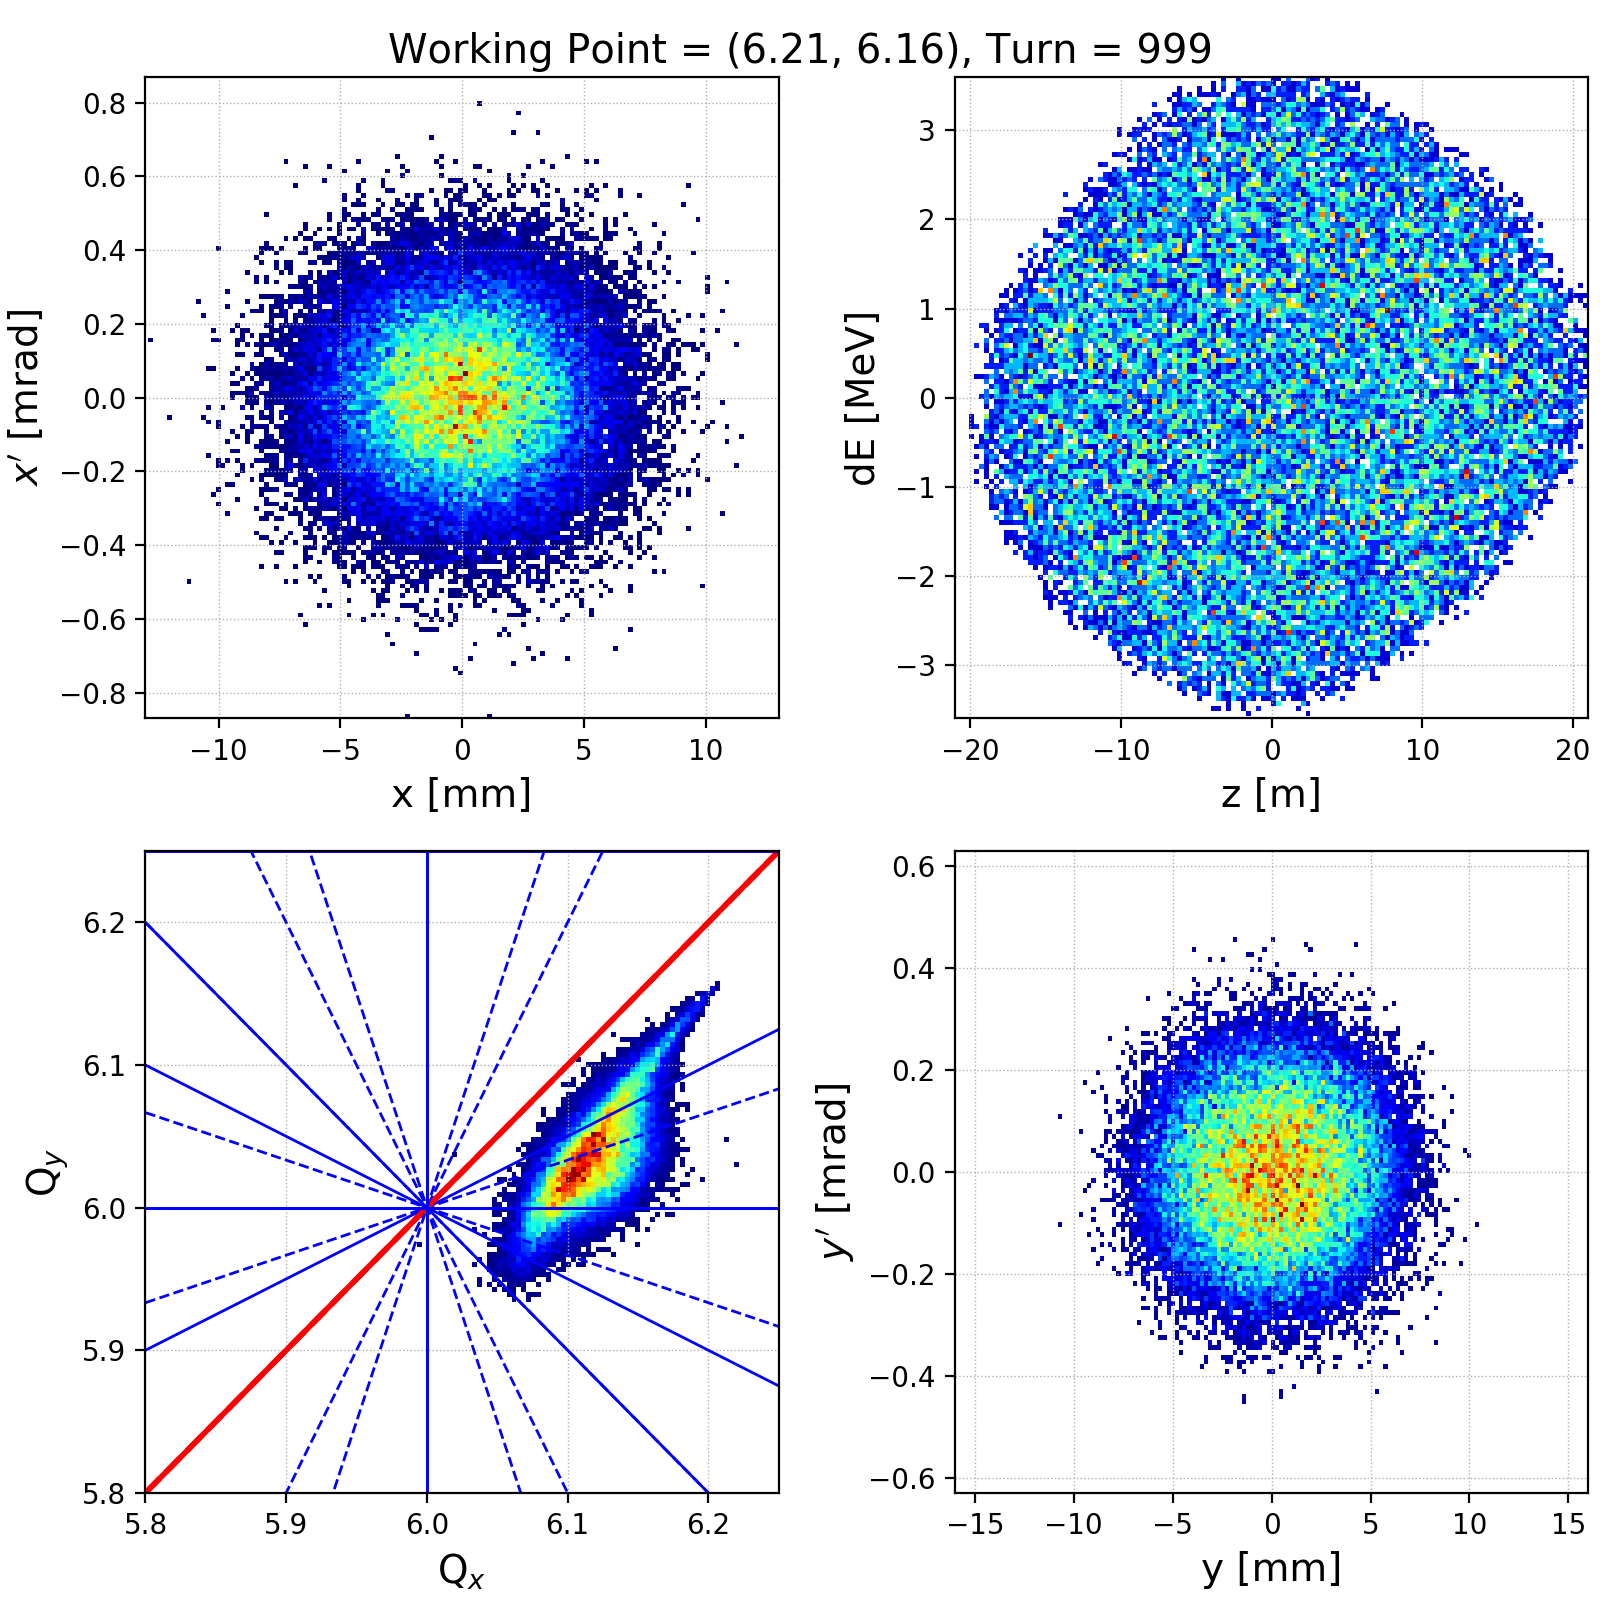 Working Point = (6.21, 6.16), Turn = 999
0.8
0.6
0.4
0.2
0.0
−0.2
−0.4
−0.6
−0.8
x′ [mrad]
−10 −5 0 5 10
x [mm]
3
2
1
0
−1
−2
−3
dE [MeV]
−20 −10 0 10 20
z [m]
6.2
6.1
6.0
5.9
5.8
Qy
5.8 5.9 6.0 6.1 6.2
Qx
0.6
0.4
0.2
0.0
−0.2
−0.4
−0.6
y′ [mrad]
−15 −10 −5 0 5 10 15
y [mm]